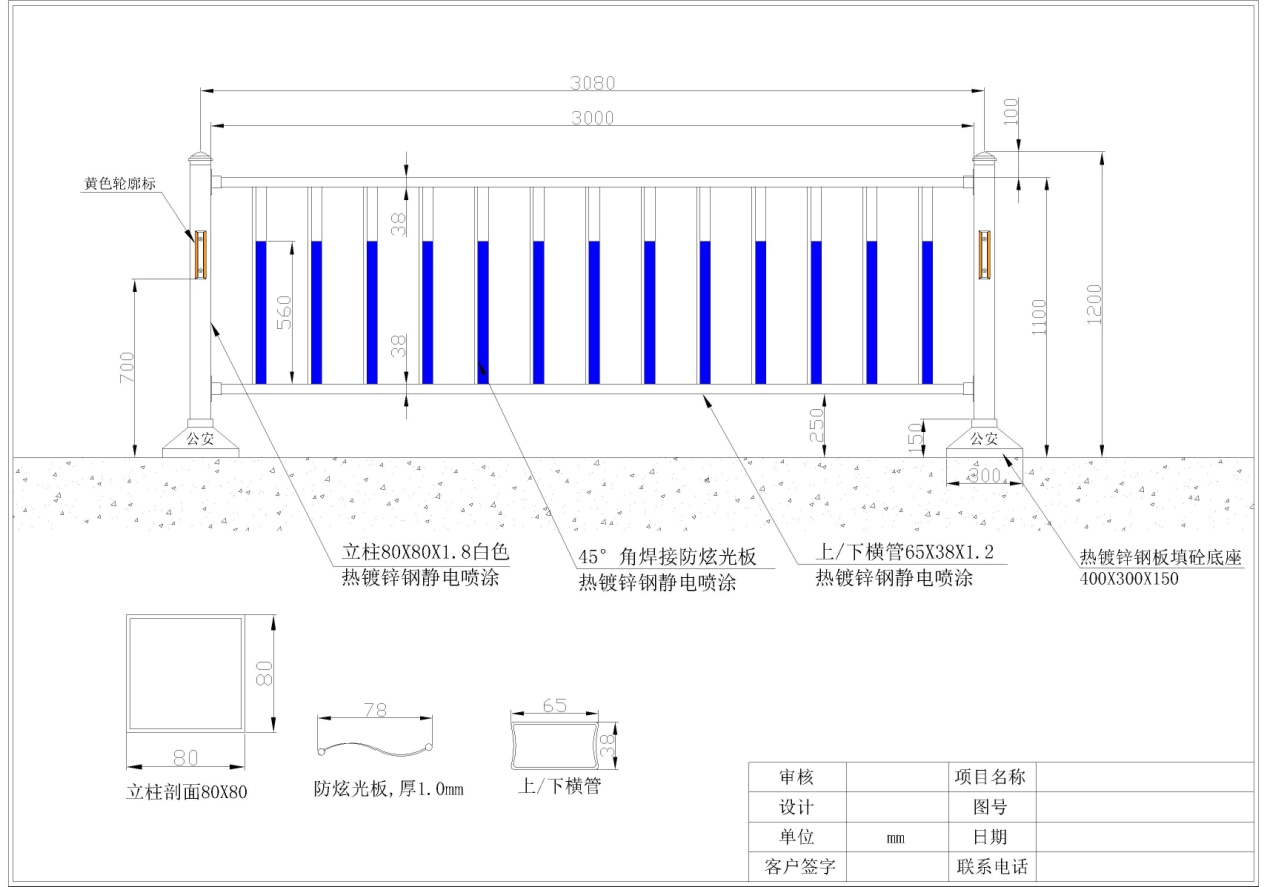 3080
3000
100
黄色轮廓标
38
560
38
700
250
150
1100
1200
公安
公安
300
立柱80X80X1.8白色
热镀锌钢静电喷涂
45°角焊接防炫光板
热镀锌钢静电喷涂
上/下横管65X38X1.2
热镀锌钢静电喷涂
热镀锌钢板填砼底座
400X300X150
80
80
立柱剖面80X80
78
防炫光板,厚1.0mm
65
38
上/下横管
审核 项目名称
设计 图号
单位 mm 日期
客户签字 联系电话